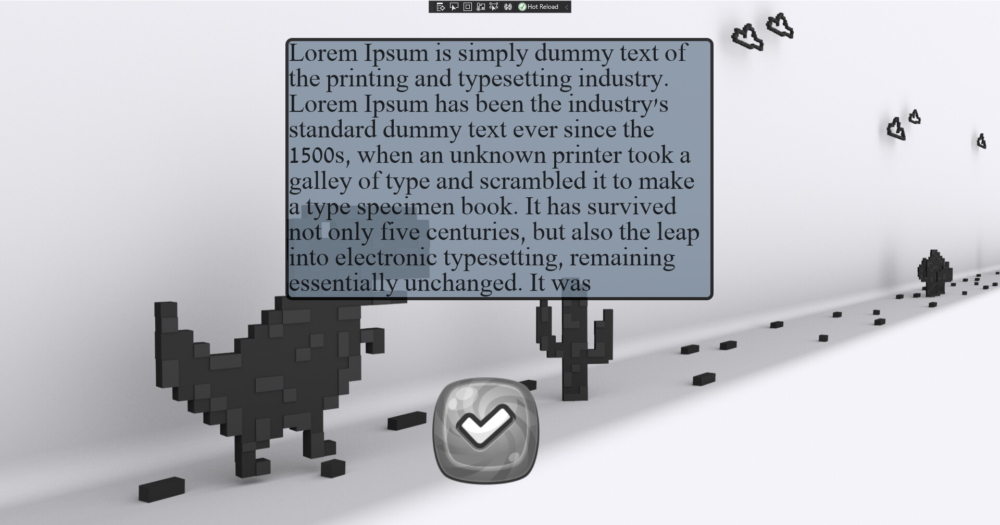 Hot Reload
Lorem Ipsum is simply dummy text of
the printing and typesetting industry.
Lorem Ipsum has been the industry's
standard dummy text ever since the
1500s, when an unknown printer took a
galley of type and scrambled it to make
a type specimen book. It has survived
not only five centuries, but also the leap
into electronic typesetting, remaining
essentially unchanged. It was